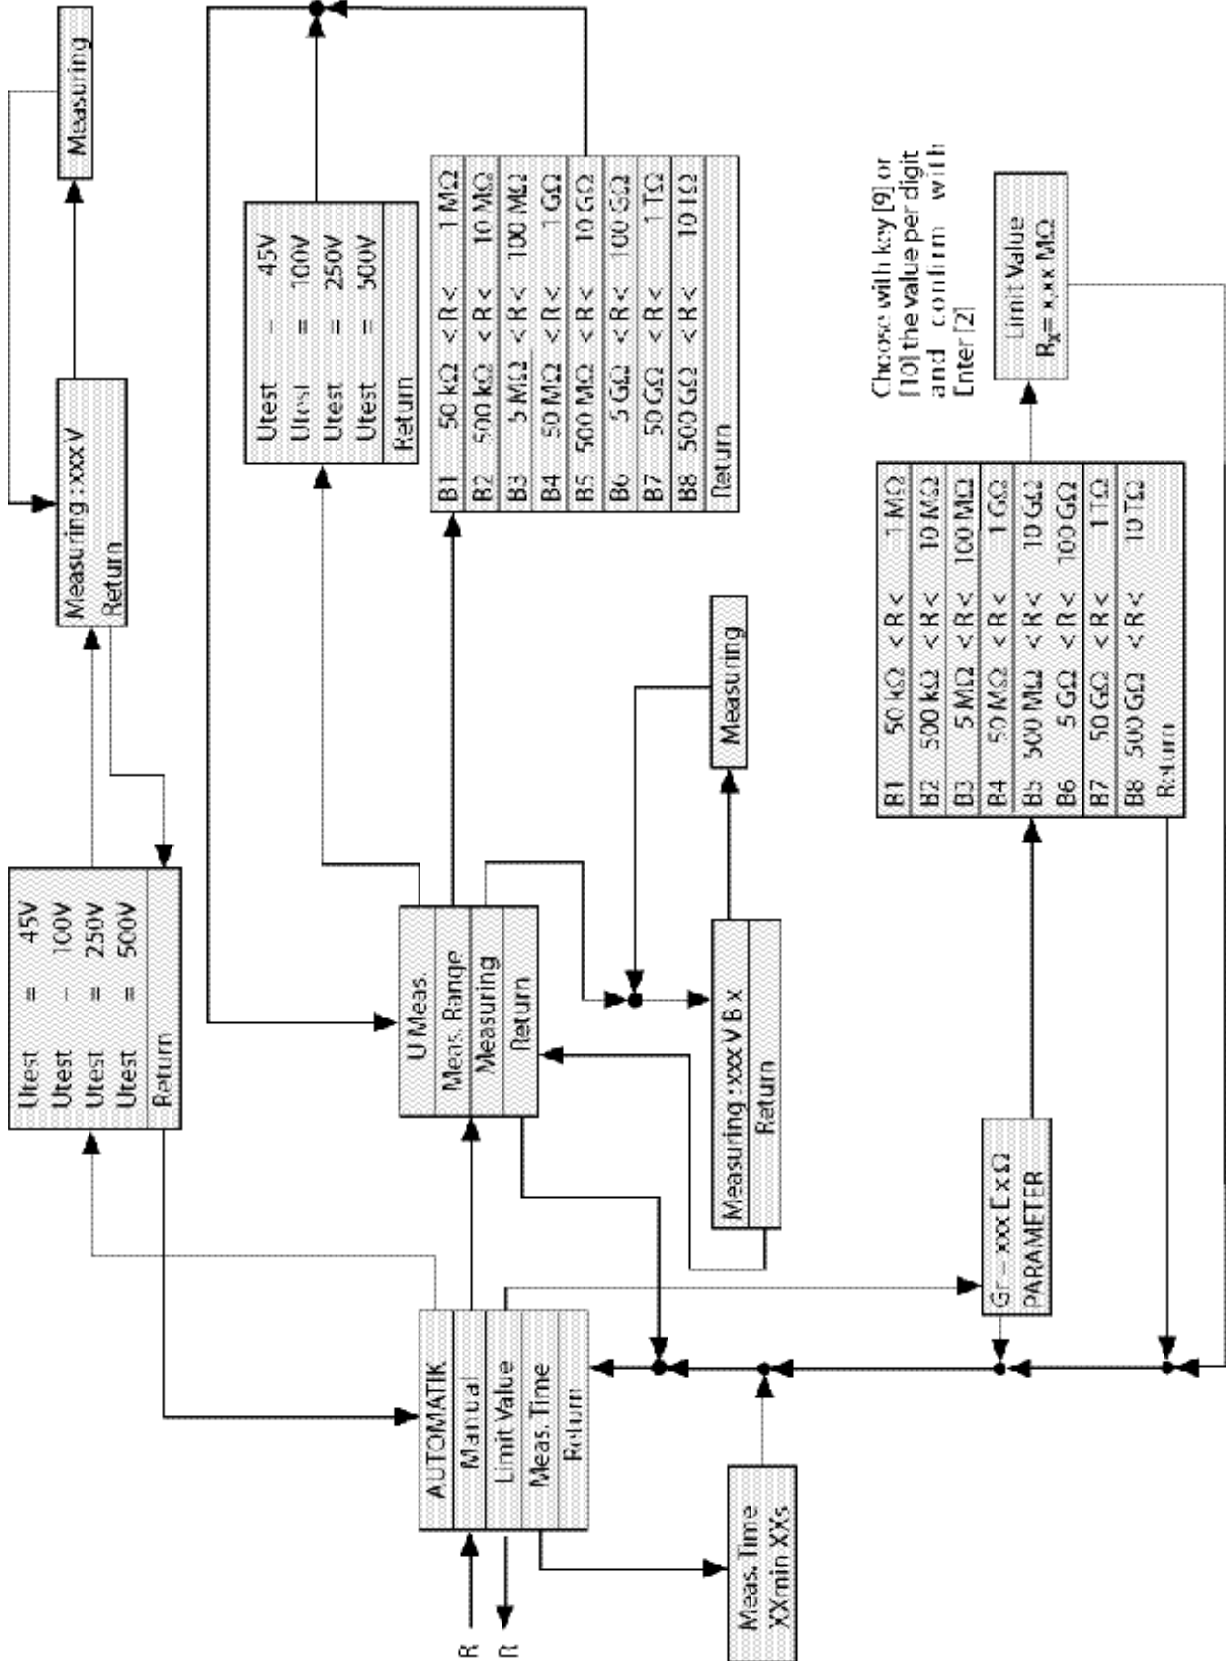 R
R
AUTOMATIK
Manual
Limit Value
Meas. Time
Return
Meas. Time
XXmin XXs
Utest = 45V
Utest – 100V
Utest = 250V
Utest = 500V
Return
Measuring : xxx V
Return
Measuring
U Meas.
Meas. Range
Measuring
Return
Utest – 45V
Utest = 100V
Utest = 250V
Utest = 500V
Return
B1 50 kΩ < R < 1 MΩ
B2 500 kΩ < R < 10 MΩ
B3 5 MΩ < R < 100 MΩ
B4 50 MΩ < R < 1 GΩ
B5 500 MΩ < R < 10 GΩ
B6 5 GΩ < R < 100 GΩ
B7 50 GΩ < R < 1 TΩ
B8 500 GΩ < R < 10 TΩ
Return
Measuring : xxx V B x
Return
Measuring
Gr – xxx E x Ω
PARAMETER
B1 50 kΩ < R < 1 MΩ
B2 500 kΩ < R < 10 MΩ
B3 5 MΩ < R < 100 MΩ
B4 50 MΩ < R < 1 GΩ
B5 500 MΩ < R < 10 GΩ
B6 5 GΩ < R < 100 GΩ
B7 50 GΩ < R < 1 TΩ
B8 500 GΩ < R < 10 TΩ
Return
Choose with key [9] or
[10] the value per digit
and confirm with
Enter [2]
Limit Value
Rx= x,xx MΩ